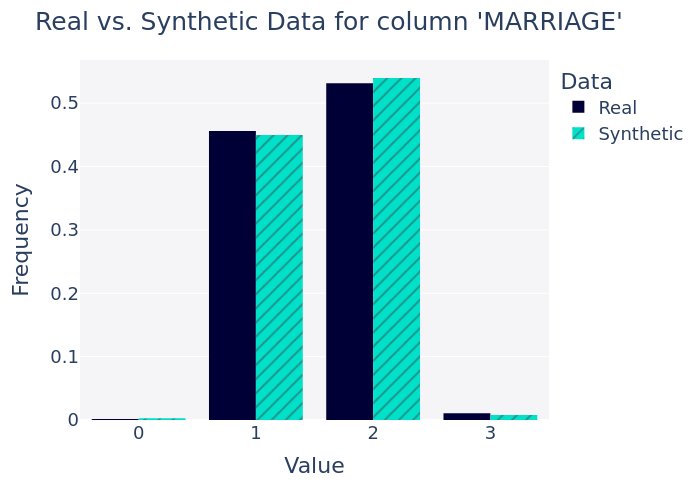 Real vs. Synthetic Data for column 'MARRIAGE'
Data
Real
Synthetic
Frequency
0.5
0.4
0.3
0.2
0.1
0
0 1 2 3
Value